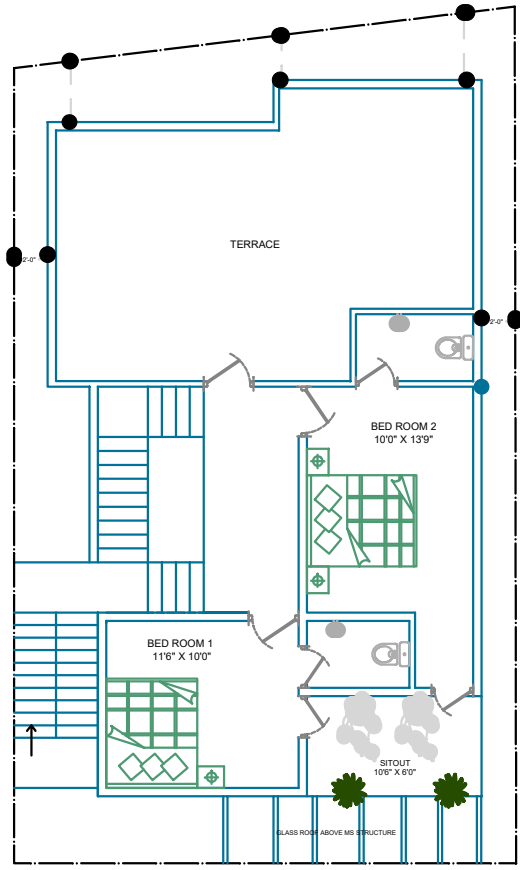 TERRACE
2'-0"
2'-0"
BED ROOM 2
10'0" X 13'9"
BED ROOM 1
11'6" X 10'0"
SITOUT
10'6" X 6'0"
GLASS ROOF ABOVE MS STRUCTURE